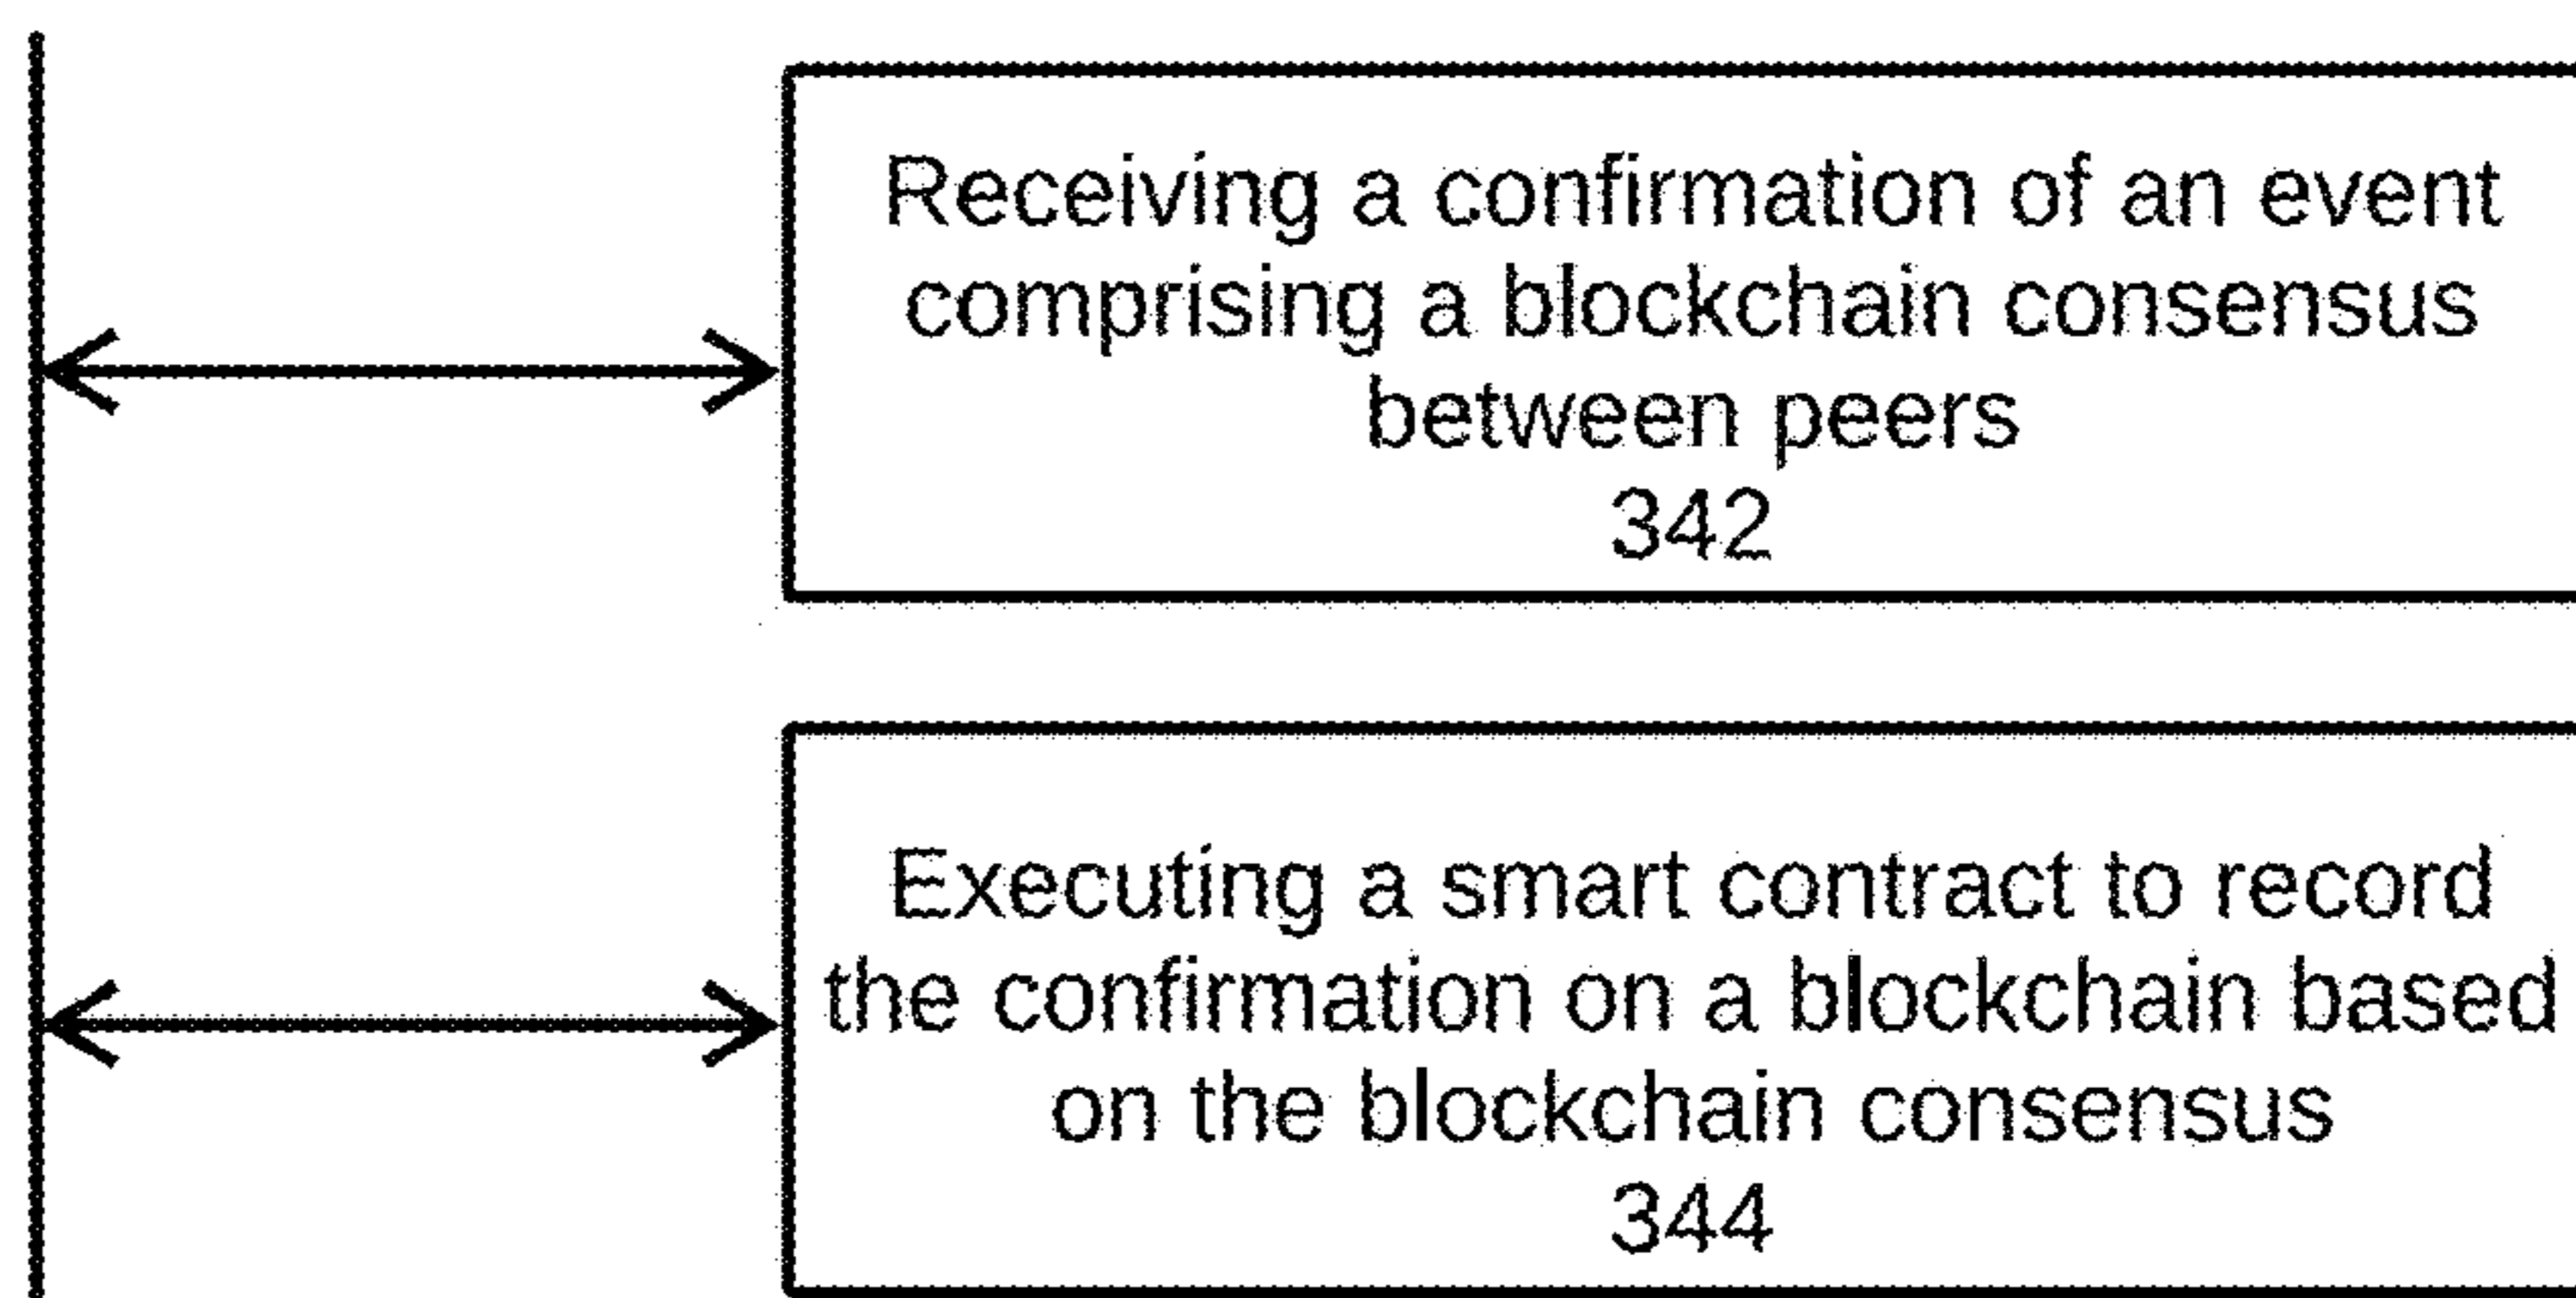 Receiving a confirmation of an event
comprising a blockchain consensus
between peers
342
Executing a smart contract to record
the confirmation on a blockchain based
on the blockchain consensus
344